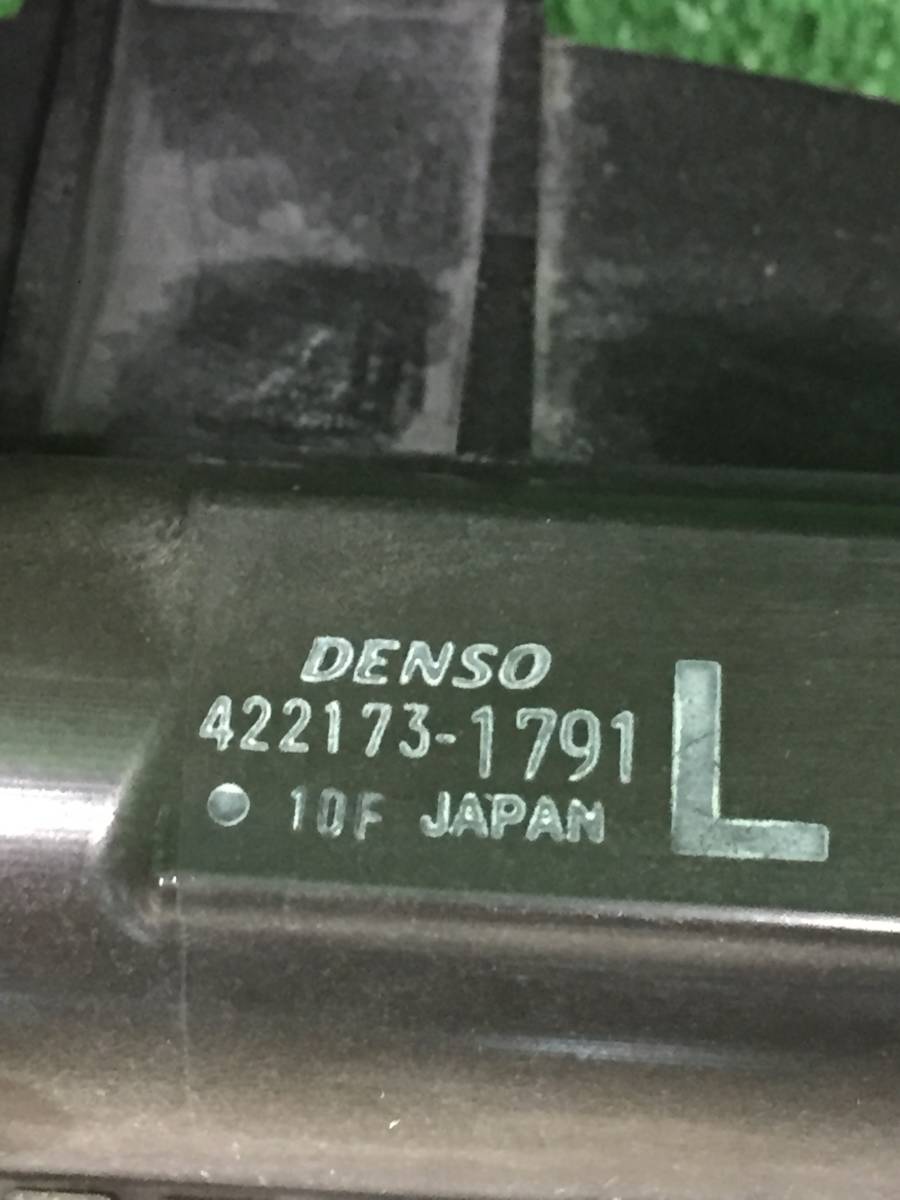 DENSO
422173-1791
10F JAPAN
L